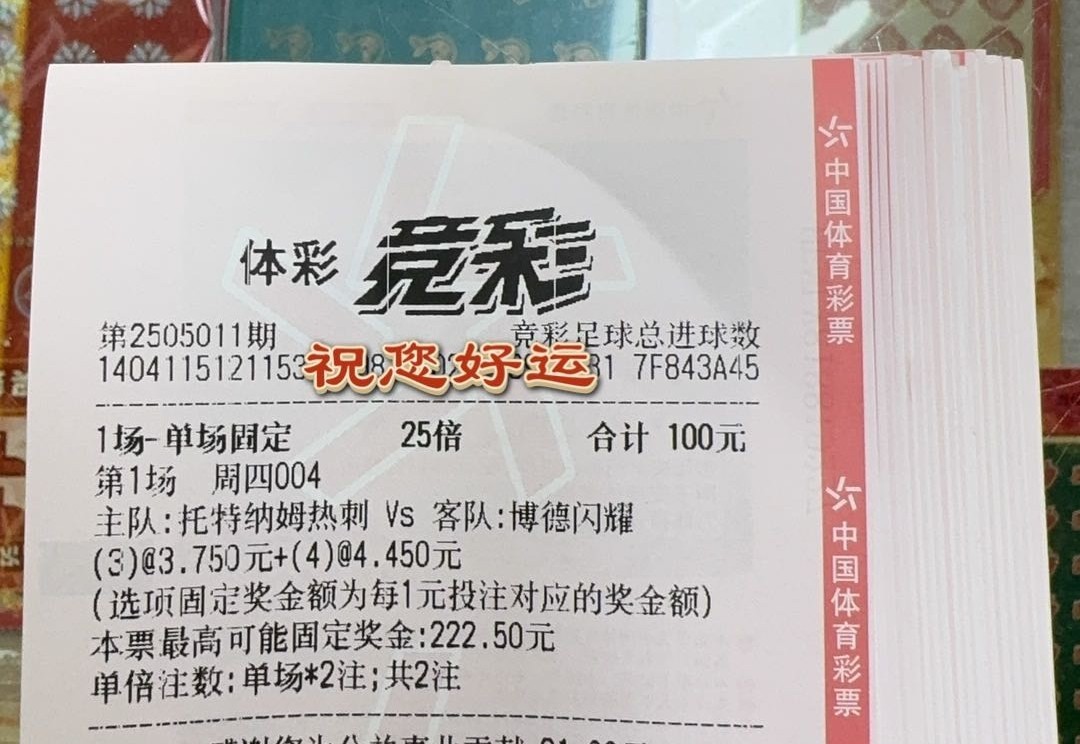 体彩 竞彩
第2505011期 竞彩足球总进球数
14041151211153 祝您好运 31 7F843A45
1场-单场固定 25倍 合计 100元
第1场 周四004
主队:托特纳姆热刺 Vs 客队:博德闪耀
(3)@3.750元+(4)@4.450元
(选项固定奖金额为每1元投注对应的奖金额)
本票最高可能固定奖金:222.50元
单倍注数:单场*2注;共2注
中国体育彩票
中国体育彩票